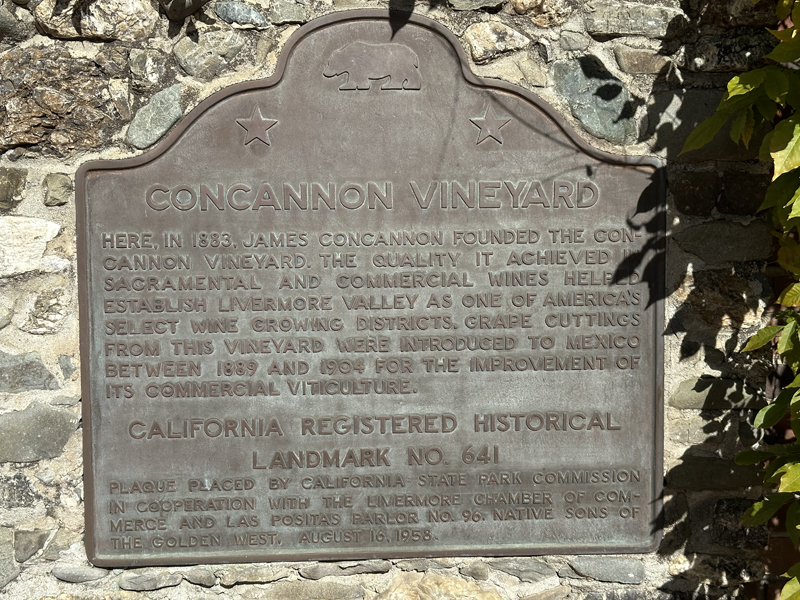 CONCANNON VINEYARD
HERE, IN 1883, JAMES CONCANNON FOUNDED THE CON-
CANNON VINEYARD. THE QUALITY IT ACHIEVED IN
SACRAMENTAL AND COMMERCIAL WINES HELPED
ESTABLISH LIVERMORE VALLEY AS ONE OF AMERICA'S
SELECT WINE GROWING DISTRICTS. GRAPE CUTTINGS
FROM THIS VINEYARD WERE INTRODUCED TO MEXICO
BETWEEN 1889 AND 1904 FOR THE IMPROVEMENT OF
ITS COMMERCIAL VITICULTURE.
CALIFORNIA REGISTERED HISTORICAL
LANDMARK NO. 641
PLAQUE PLACED BY CALIFORNIA STATE PARK COMMISSION
IN COOPERATION WITH THE LIVERMORE CHAMBER OF COM-
MERCE AND LAS POSITAS PARLOR NO. 96, NATIVE SONS OF
THE GOLDEN WEST. AUGUST 16, 1958.